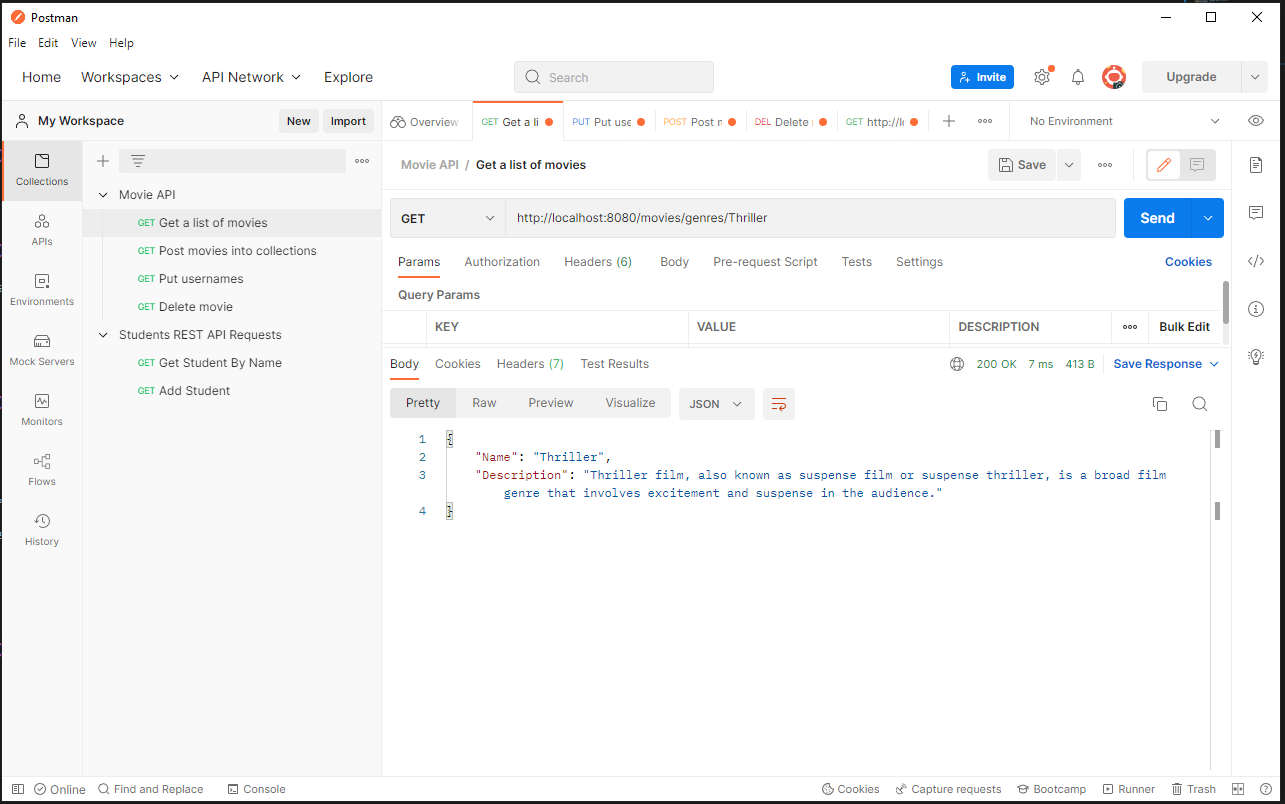 Postman
File Edit View Help
Home Workspaces API Network Explore Search Invite Upgrade
My Workspace New Import
Overview GET Get a li PUT Put use POST Post n DEL Delete GET http://lo No Environment
Collections
APIs
Environments
Mock Servers
Monitors
Flows
History
Movie API
GET Get a list of movies
GET Post movies into collections
GET Put usernames
GET Delete movie
Students REST API Requests
GET Get Student By Name
GET Add Student
Movie API / Get a list of movies Save
GET http://localhost:8080/movies/genres/Thriller Send
Params Authorization Headers (6) Body Pre-request Script Tests Settings Cookies
Query Params
KEY VALUE DESCRIPTION Bulk Edit
Body Cookies Headers (7) Test Results 200 OK 7 ms 413 B Save Response
Pretty Raw Preview Visualize JSON
1 {
2 "Name": "Thriller",
3 "Description": "Thriller film, also known as suspense film or suspense thriller, is a broad film
genre that involves excitement and suspense in the audience."
4 }
Online Find and Replace Console Cookies Capture requests Bootcamp Runner Trash